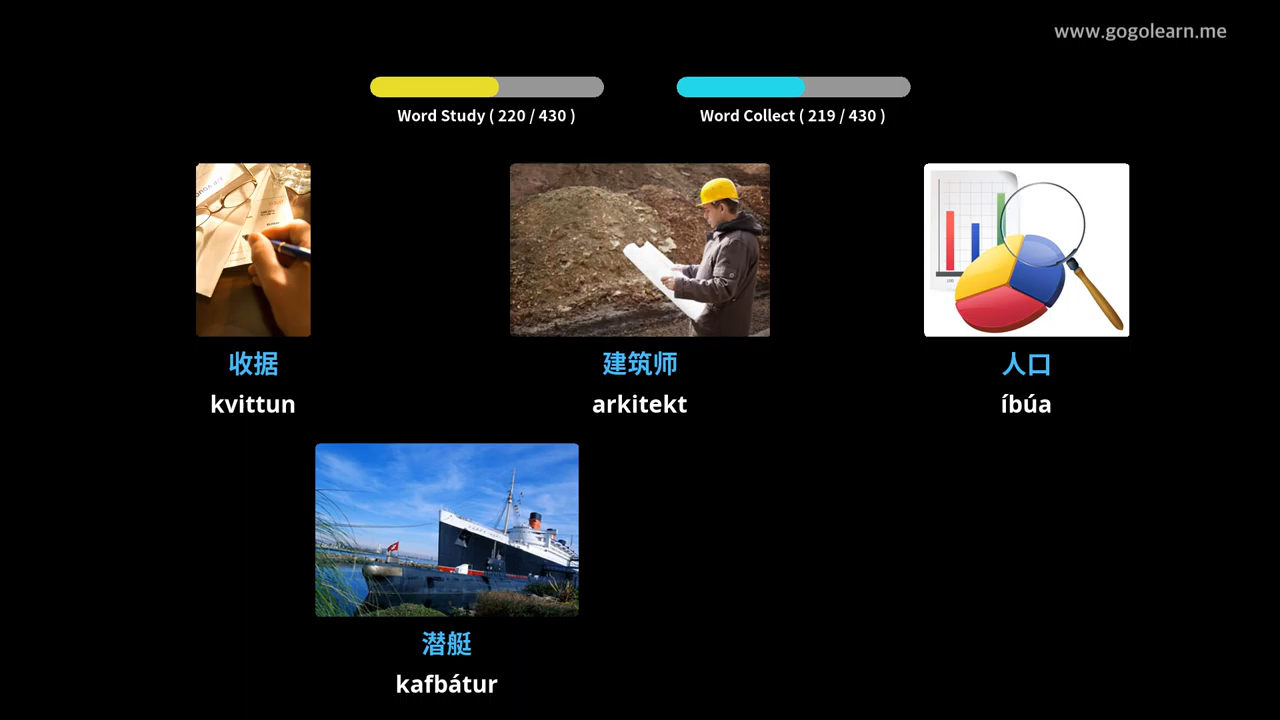 www.gogolearn.me
Word Study ( 220 / 430 )
Word Collect ( 219 / 430 )
收据
kvittun
建筑师
arkitekt
人口
íbúa
潜艇
kafbátur